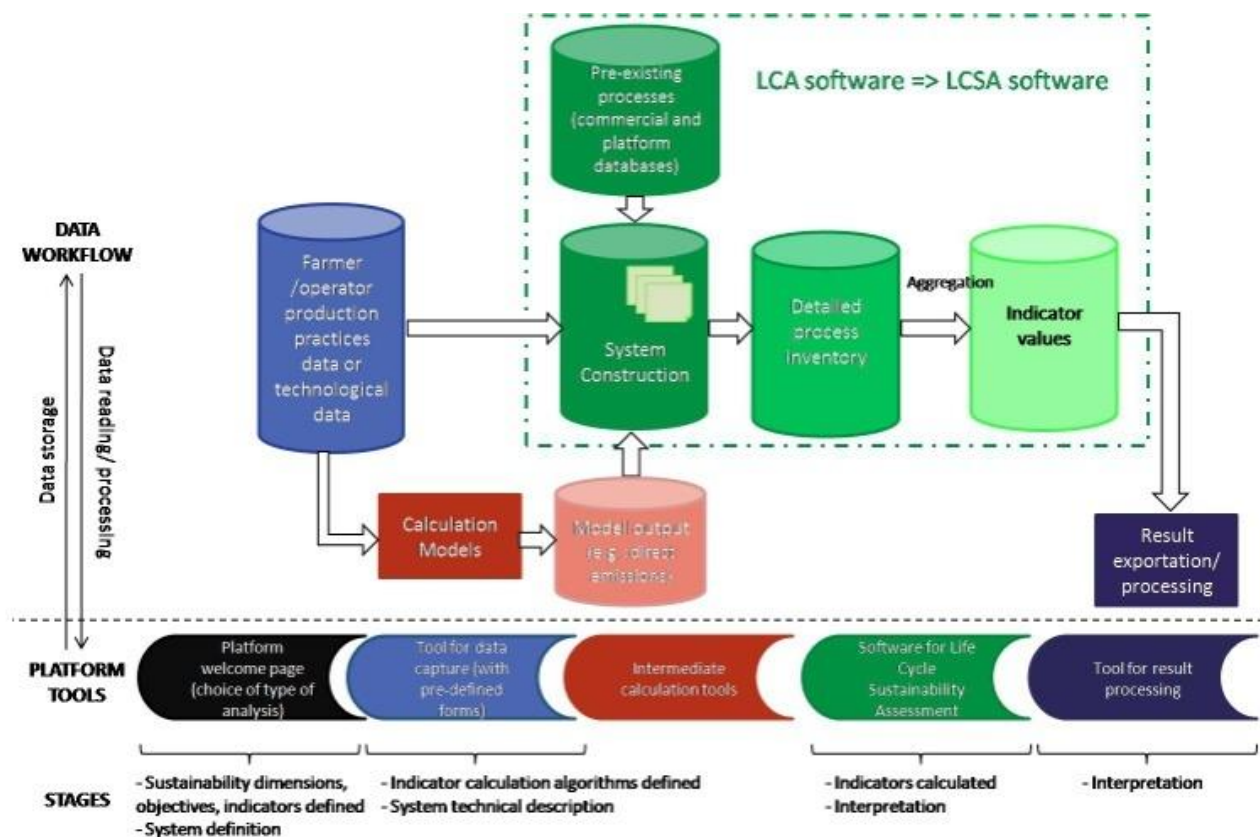 Pre-existing
processes
(commercial and
platform
databases)
LCA software => LCSA software
DATA
WORKFLOW
Farmer
/operator
production
practices
data or
technological
data
System
Construction
Detailed
process
inventory
Aggregation
Indicator
values
Data storage
Data reading/ processing
Calculation
Models
Model output
(e.g. direct
emissions)
Result
exportation/
processing
PLATFORM
TOOLS
Platform
welcome page
(choice of type of
analysis)
Tool for data
capture (with
pre-defined
forms)
Intermediate
calculation tools
Software for Life
Cycle
Sustainability
Assessment
Tool for result
processing
STAGES
- Sustainability dimensions,
objectives, indicators defined
- System definition
- Indicator calculation algorithms defined
- System technical description
- Indicators calculated
- Interpretation
- Interpretation